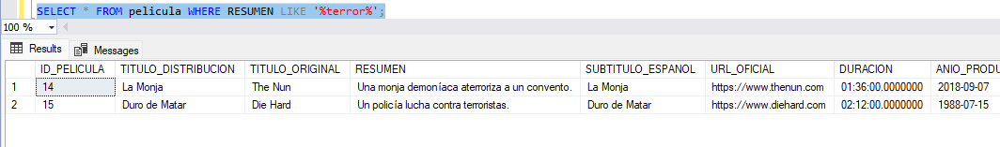 SELECT * FROM pelicula WHERE RESUMEN LIKE '%terror%';
100 %
Results Messages
ID_PELICULA TITULO_DISTRIBUCION TITULO_ORIGINAL RESUMEN SUBTITULO_ESPANOL URL_OFICIAL DURACION ANIO_PRODU
1 14 La Monja The Nun Una monja demoníaca aterroriza a un convento. La Monja https://www.thenun.com 01:36:00.0000000 2018-09-07
2 15 Duro de Matar Die Hard Un policía lucha contra terroristas. Duro de Matar https://www.diehard.com 02:12:00.0000000 1988-07-15